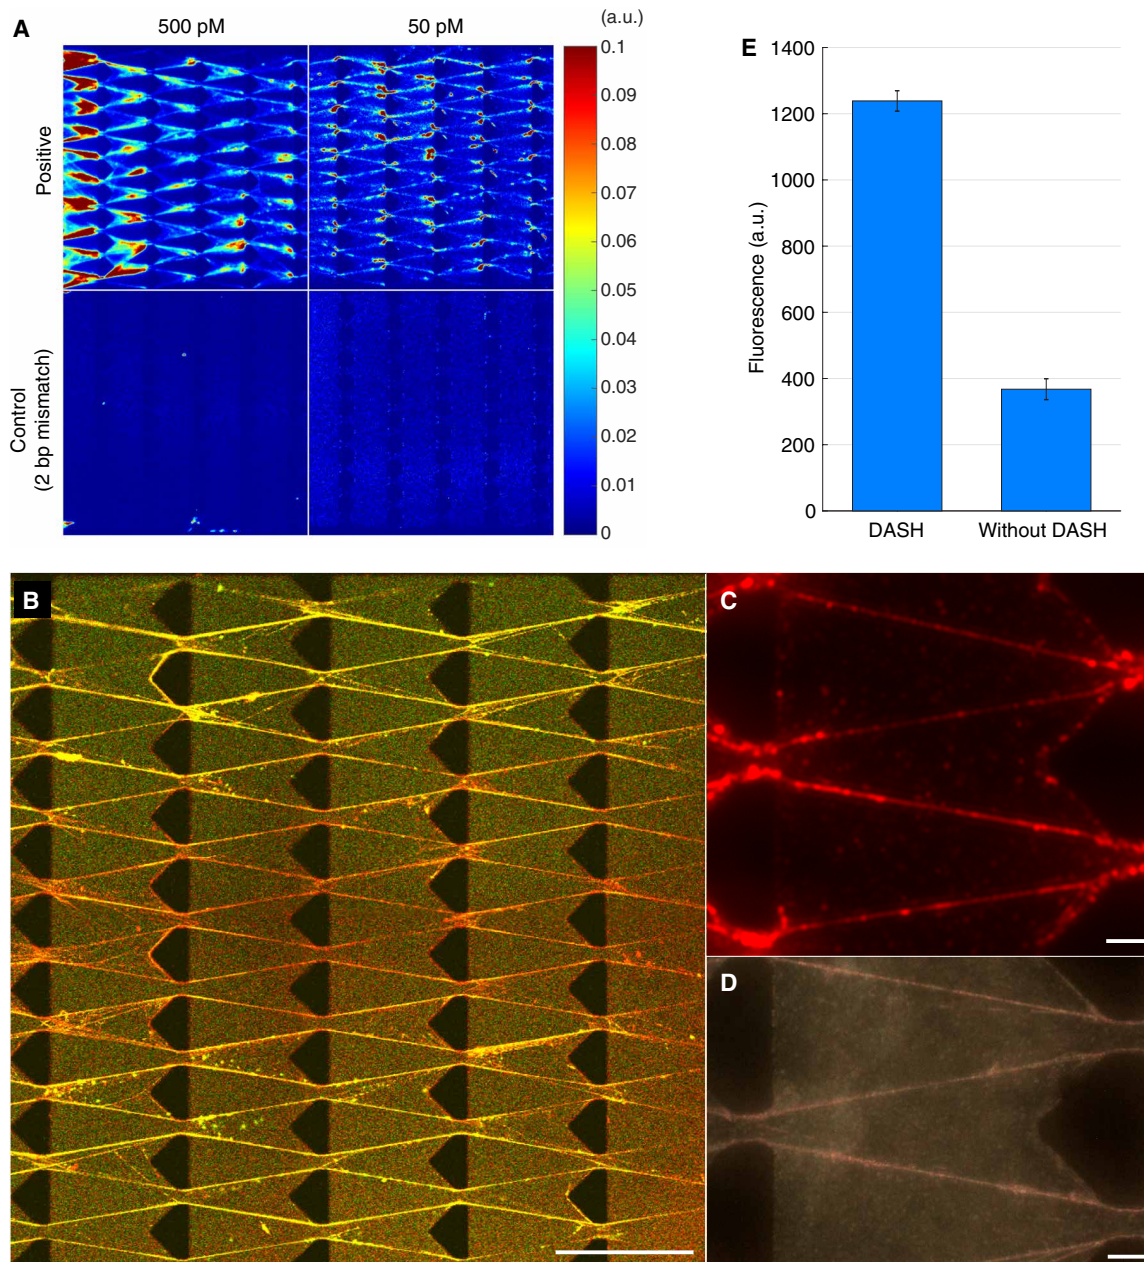 A
500 pM
50 pM
(a.u.)
Positive
Control
(2 bp mismatch)
0.1
0.09
0.08
0.07
0.06
0.05
0.04
0.03
0.02
0.01
0
E
Fluorescence (a.u.)
1400
1200
1000
800
600
400
200
0
DASH
Without DASH
B
C
D